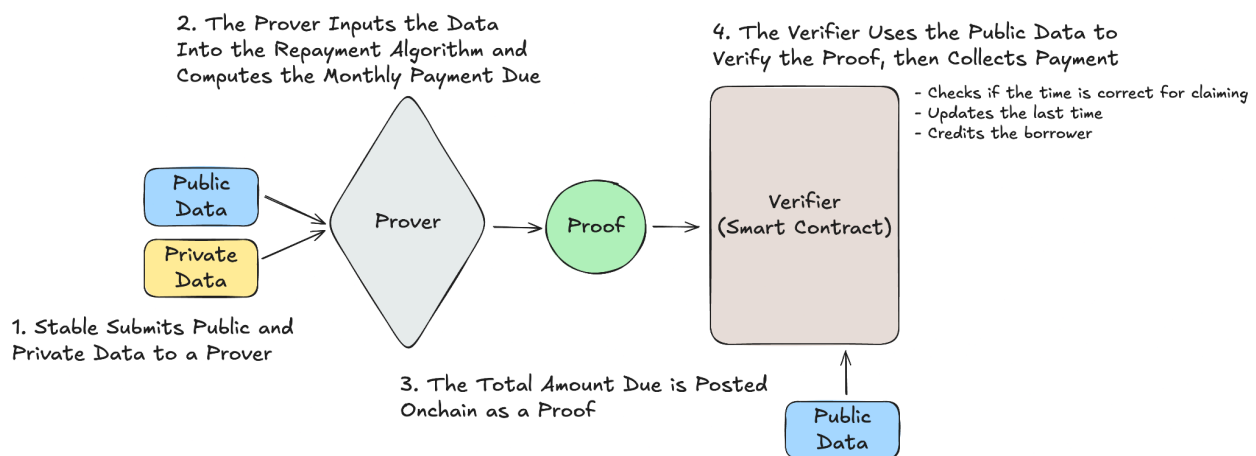 2. The Prover Inputs the Data
Into the Repayment Algorithm and
Computes the Monthly Payment Due
4. The Verifier Uses the Public Data to
Verify the Proof, then Collects Payment
- Checks if the time is correct for claiming
- Updates the last time
- Credits the borrower
Public
Data
Private
Data
Prover
Proof
Verifier
(Smart Contract)
1. Stable Submits Public and
Private Data to a Prover
3. The Total Amount Due is Posted
Onchain as a Proof
Public
Data